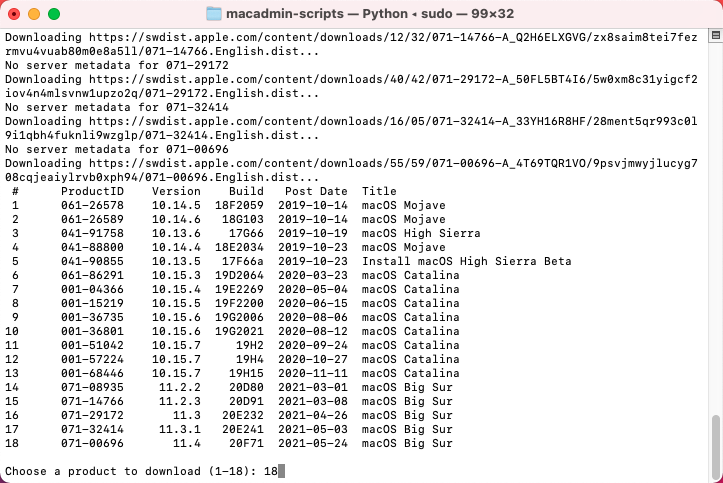 macadmin-scripts — Python ◂ sudo — 99×32
Downloading https://swdist.apple.com/content/downloads/12/32/071-14766-A_Q2H6ELXGVG/zx8saim8tei7fez
rmvu4vuab80m0e8a5ll/071-14766.English.dist...
No server metadata for 071-29172
Downloading https://swdist.apple.com/content/downloads/40/42/071-29172-A_50FL5BT4I6/5w0xm8c31yigcf2
iov4n4mlsvnw1upzo2q/071-29172.English.dist...
No server metadata for 071-32414
Downloading https://swdist.apple.com/content/downloads/16/05/071-32414-A_33YH16R8HF/28ment5qr993c0l
9i1qbh4fuknli9wzglp/071-32414.English.dist...
No server metadata for 071-00696
Downloading https://swdist.apple.com/content/downloads/55/59/071-00696-A_4T69TQR1VO/9psvjmwyjlucyg7
08cqjeaiylrvb0xph94/071-00696.English.dist...
# ProductID Version Build Post Date Title
1 061-26578 10.14.5 18F2059 2019-10-14 macOS Mojave
2 061-26589 10.14.6 18G103 2019-10-14 macOS Mojave
3 041-91758 10.13.6 17G66 2019-10-19 macOS High Sierra
4 041-88800 10.14.4 18E2034 2019-10-23 macOS Mojave
5 041-90855 10.13.5 17F66a 2019-10-23 Install macOS High Sierra Beta
6 061-86291 10.15.3 19D2064 2020-03-23 macOS Catalina
7 001-04366 10.15.4 19E2269 2020-05-04 macOS Catalina
8 001-15219 10.15.5 19F2200 2020-06-15 macOS Catalina
9 001-36735 10.15.6 19G2006 2020-08-06 macOS Catalina
10 001-36801 10.15.6 19G2021 2020-08-12 macOS Catalina
11 001-51042 10.15.7 19H2 2020-09-24 macOS Catalina
12 001-57224 10.15.7 19H4 2020-10-27 macOS Catalina
13 001-68446 10.15.7 19H15 2020-11-11 macOS Catalina
14 071-08935 11.2.2 20D80 2021-03-01 macOS Big Sur
15 071-14766 11.2.3 20D91 2021-03-08 macOS Big Sur
16 071-29172 11.3 20E232 2021-04-26 macOS Big Sur
17 071-32414 11.3.1 20E241 2021-05-03 macOS Big Sur
18 071-00696 11.4 20F71 2021-05-24 macOS Big Sur
Choose a product to download (1-18): 18